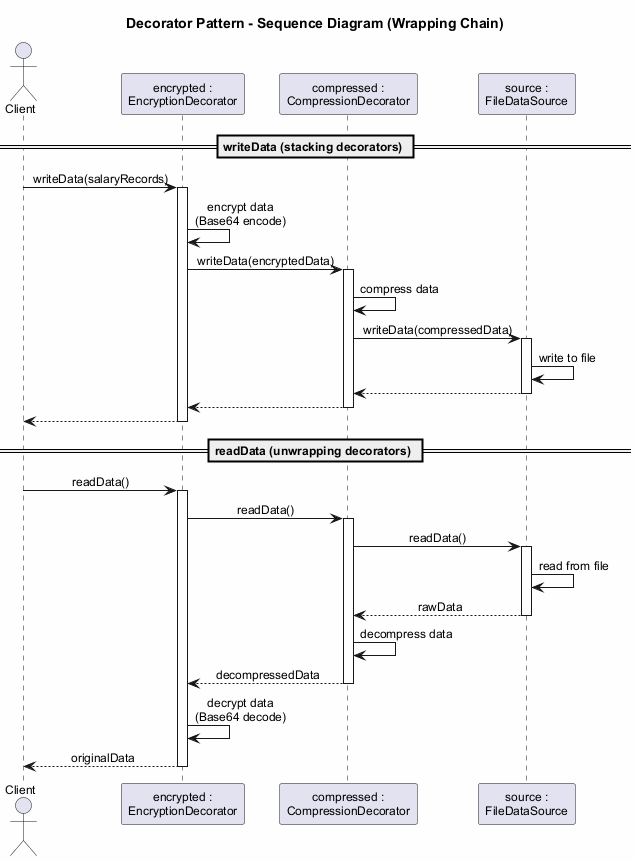 Decorator Pattern - Sequence Diagram (Wrapping Chain)
Client
encrypted :
EncryptionDecorator
compressed :
CompressionDecorator
source :
FileDataSource
writeData (stacking decorators)
writeData(salaryRecords)
encrypt data
(Base64 encode)
writeData(encryptedData)
compress data
writeData(compressedData)
write to file
readData (unwrapping decorators)
readData()
readData()
readData()
read from file
rawData
decompress data
decompressedData
decrypt data
(Base64 decode)
originalData
Client
encrypted :
EncryptionDecorator
compressed :
CompressionDecorator
source :
FileDataSource